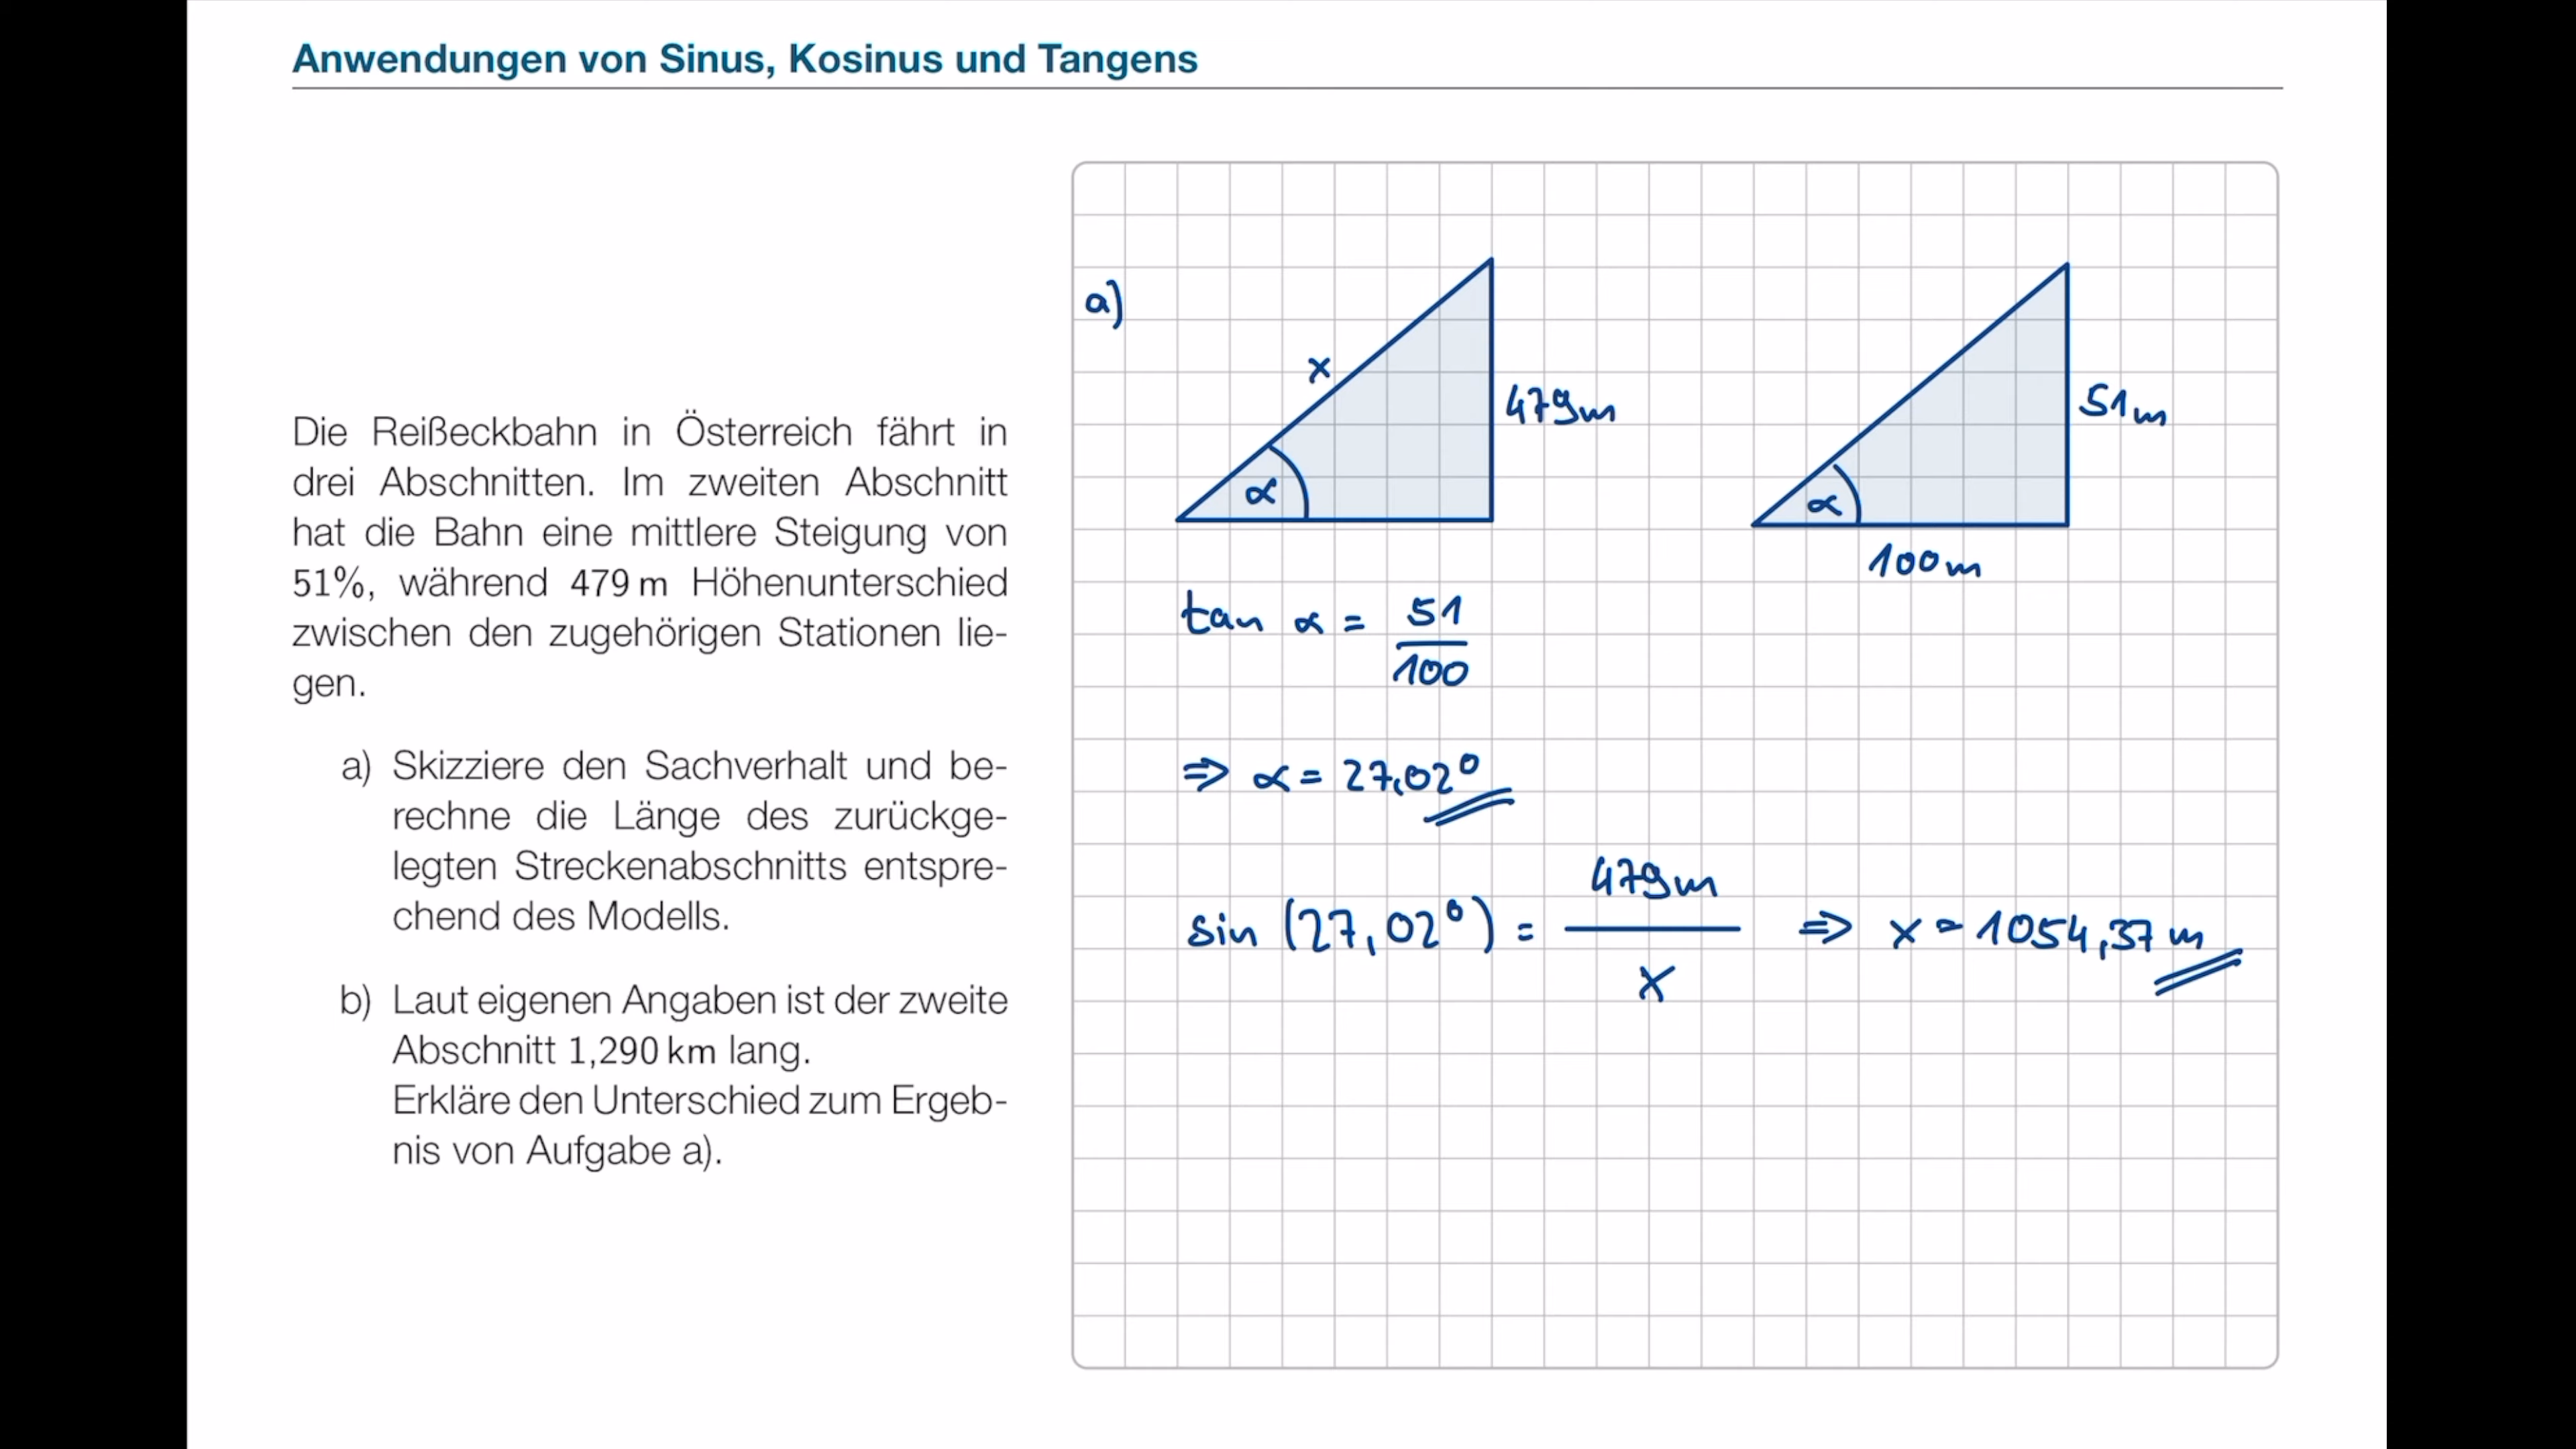 Anwendungen von Sinus, Kosinus und Tangens
Die Reißeckbahn in Österreich fährt in
drei Abschnitten. Im zweiten Abschnitt
hat die Bahn eine mittlere Steigung von
51%, während 479 m Höhenunterschied
zwischen den zugehörigen Stationen lie-
gen.
a) Skizziere den Sachverhalt und be-
rechne die Länge des zurückge-
legten Streckenabschnitts entspre-
chend des Modells.
b) Laut eigenen Angaben ist der zweite
Abschnitt 1,290 km lang.
Erkläre den Unterschied zum Ergeb-
nis von Aufgabe a).
a)
x
479m
α
51m
α
100m
tan α = 51
100
⇒ α = 27,02°
479m
sin (27,02°) = ⇒ x = 1054,37 m
x